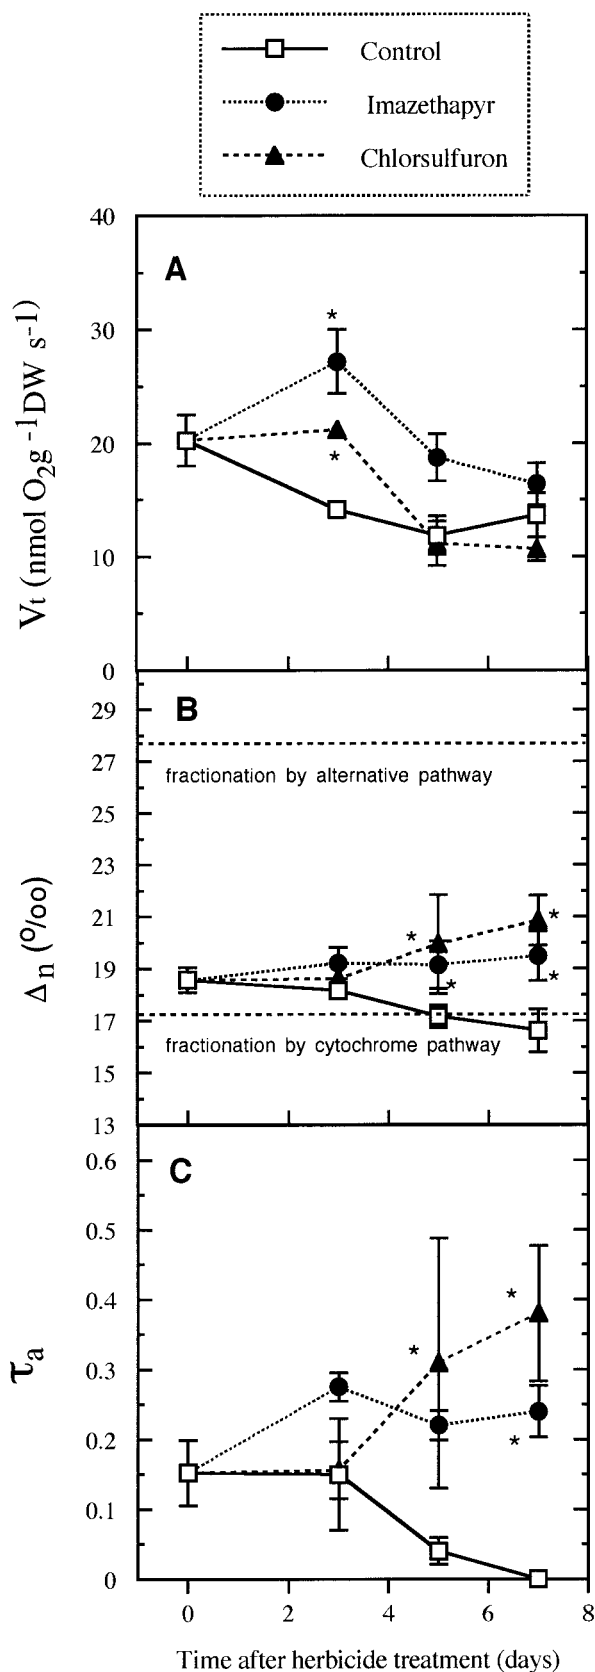 Control
Imazethapyr
Chlorsulfuron
40
30
20
10
0
A
*
*
Vt (nmol O2g-1DW s-1)
29
27
25
23
21
19
17
15
13
B
fractionation by alternative pathway
*
*
*
*
fractionation by cytochrome pathway
Δn (o/oo)
0.6
0.5
0.4
0.3
0.2
0.1
0
C
*
*
*
τa
0 2 4 6 8
Time after herbicide treatment (days)